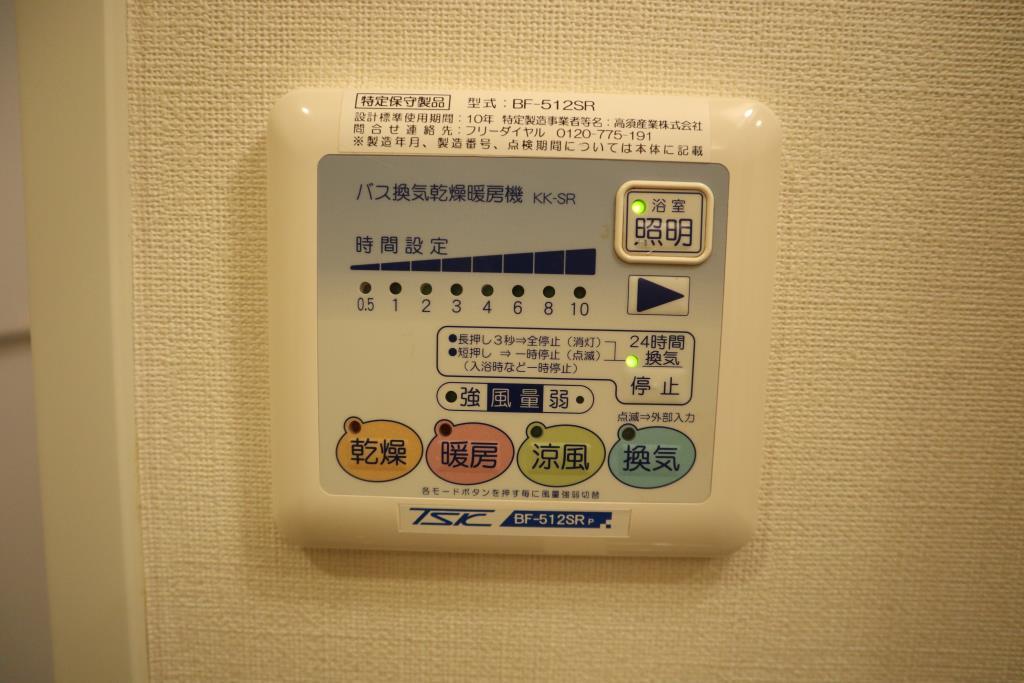 特定保守製品 型式：BF-512SR
設計標準使用期間：10年 特定製造事業者等名：高須産業株式会社
問合せ連絡先：フリーダイヤル 0120-775-191
※製造年月、製造番号、点検期間については本体に記載
バス換気乾燥暖房機 KK-SR
浴室
照明
時間設定
0.5 1 2 3 4 6 8 10
●長押し3秒⇒全停止（消灯）
●短押し ⇒ 一時停止（点滅）
（入浴時など一時停止）
24時間
換気
停止
強 風量 弱
点滅⇒外部入力
乾燥 暖房 涼風 換気
各モードボタンを押す毎に風量強弱切替
TSK BF-512SR P